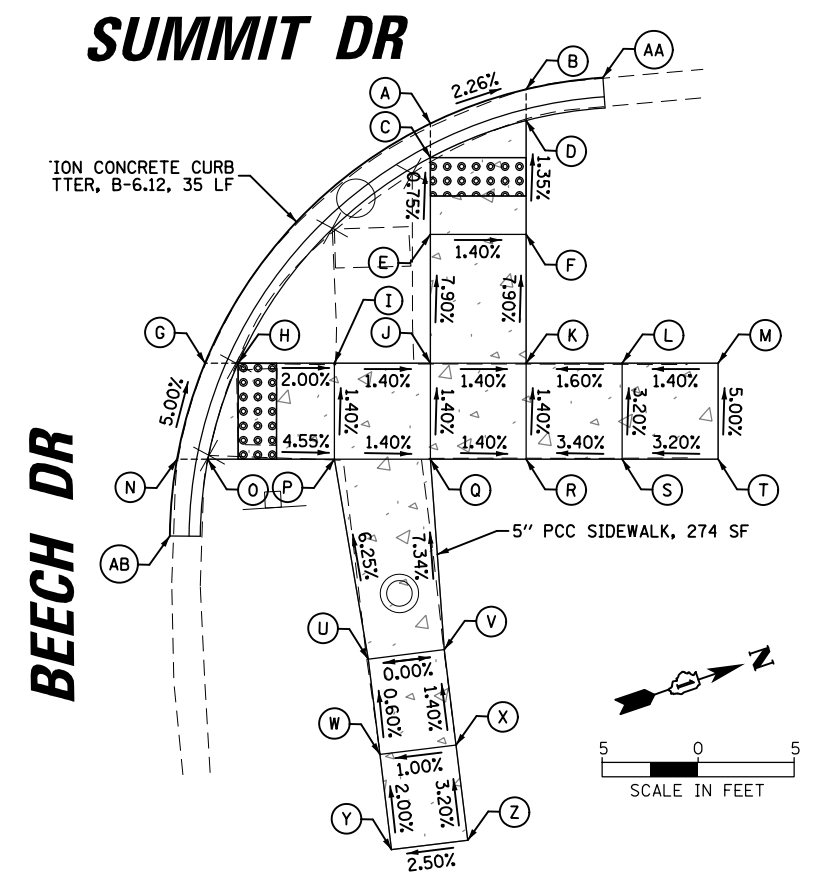 SUMMIT DR
AA
B
A
2.26%
C
D
TION CONCRETE CURB
TTER, B-6.12, 35 LF
0.75%
1.35%
E
F
1.40%
7.90%
7.90%
I
G
H
J
K
L
M
2.00%
1.40%
1.40%
1.60%
1.40%
5.00%
1.40%
1.40%
1.40%
3.20%
5.00%
4.55%
1.40%
1.40%
3.40%
3.20%
N
O
P
Q
R
S
T
BEECH DR
5" PCC SIDEWALK, 274 SF
AB
6.25%
7.34%
U
V
0.00%
0.60%
1.40%
W
X
1.00%
2.00%
3.20%
Y
Z
2.50%
N
5
0
5
SCALE IN FEET